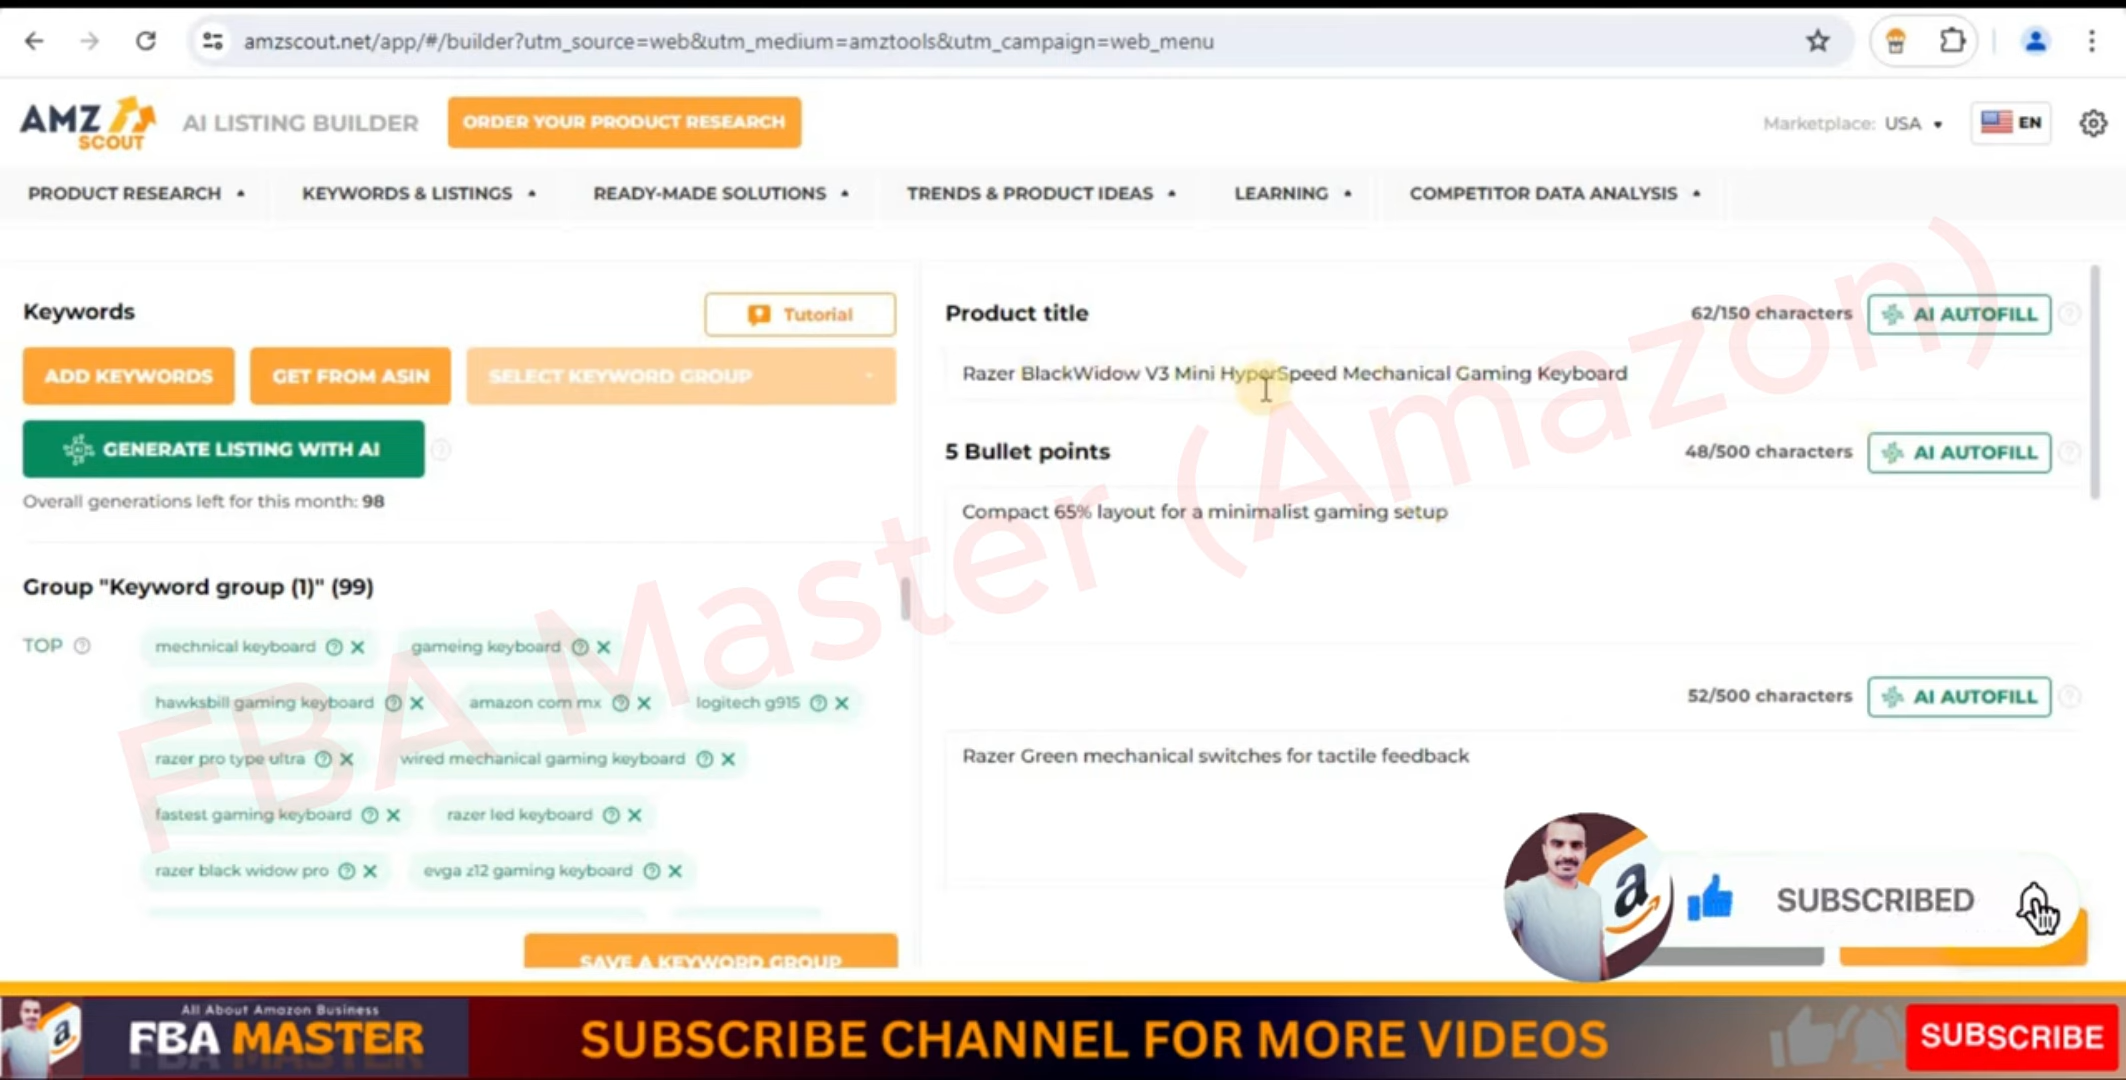 amzscout.net/app/#/builder?utm_source=web&utm_medium=amztools&utm_campaign=web_menu
AMZ SCOUT
AI LISTING BUILDER
ORDER YOUR PRODUCT RESEARCH
Marketplace: USA
EN
PRODUCT RESEARCH
KEYWORDS & LISTINGS
READY-MADE SOLUTIONS
TRENDS & PRODUCT IDEAS
LEARNING
COMPETITOR DATA ANALYSIS
Keywords
Tutorial
ADD KEYWORDS
GET FROM ASIN
SELECT KEYWORD GROUP
GENERATE LISTING WITH AI
Overall generations left for this month: 98
Group "Keyword group (1)" (99)
TOP
mechnical keyboard
gameing keyboard
hawksbill gaming keyboard
amazon com mx
logitech g915
razer pro type ultra
wired mechanical gaming keyboard
fastest gaming keyboard
razer led keyboard
razer black widow pro
evga z12 gaming keyboard
SAVE A KEYWORD GROUP
Product title
62/150 characters
AI AUTOFILL
Razer BlackWidow V3 Mini HyperSpeed Mechanical Gaming Keyboard
5 Bullet points
48/500 characters
AI AUTOFILL
Compact 65% layout for a minimalist gaming setup
52/500 characters
AI AUTOFILL
Razer Green mechanical switches for tactile feedback
FBA Master (Amazon)
a
SUBSCRIBED
a
All About Amazon Business
FBA MASTER
SUBSCRIBE CHANNEL FOR MORE VIDEOS
SUBSCRIBE